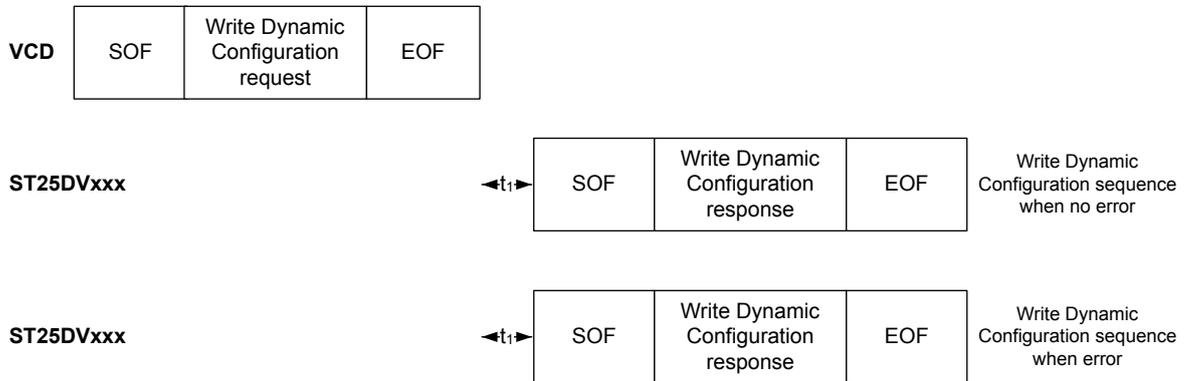 VCD
SOF
Write Dynamic
Configuration
request
EOF
ST25DVxxx
t1
SOF
Write Dynamic
Configuration
response
EOF
Write Dynamic
Configuration sequence
when no error
ST25DVxxx
t1
SOF
Write Dynamic
Configuration
response
EOF
Write Dynamic
Configuration sequence
when error